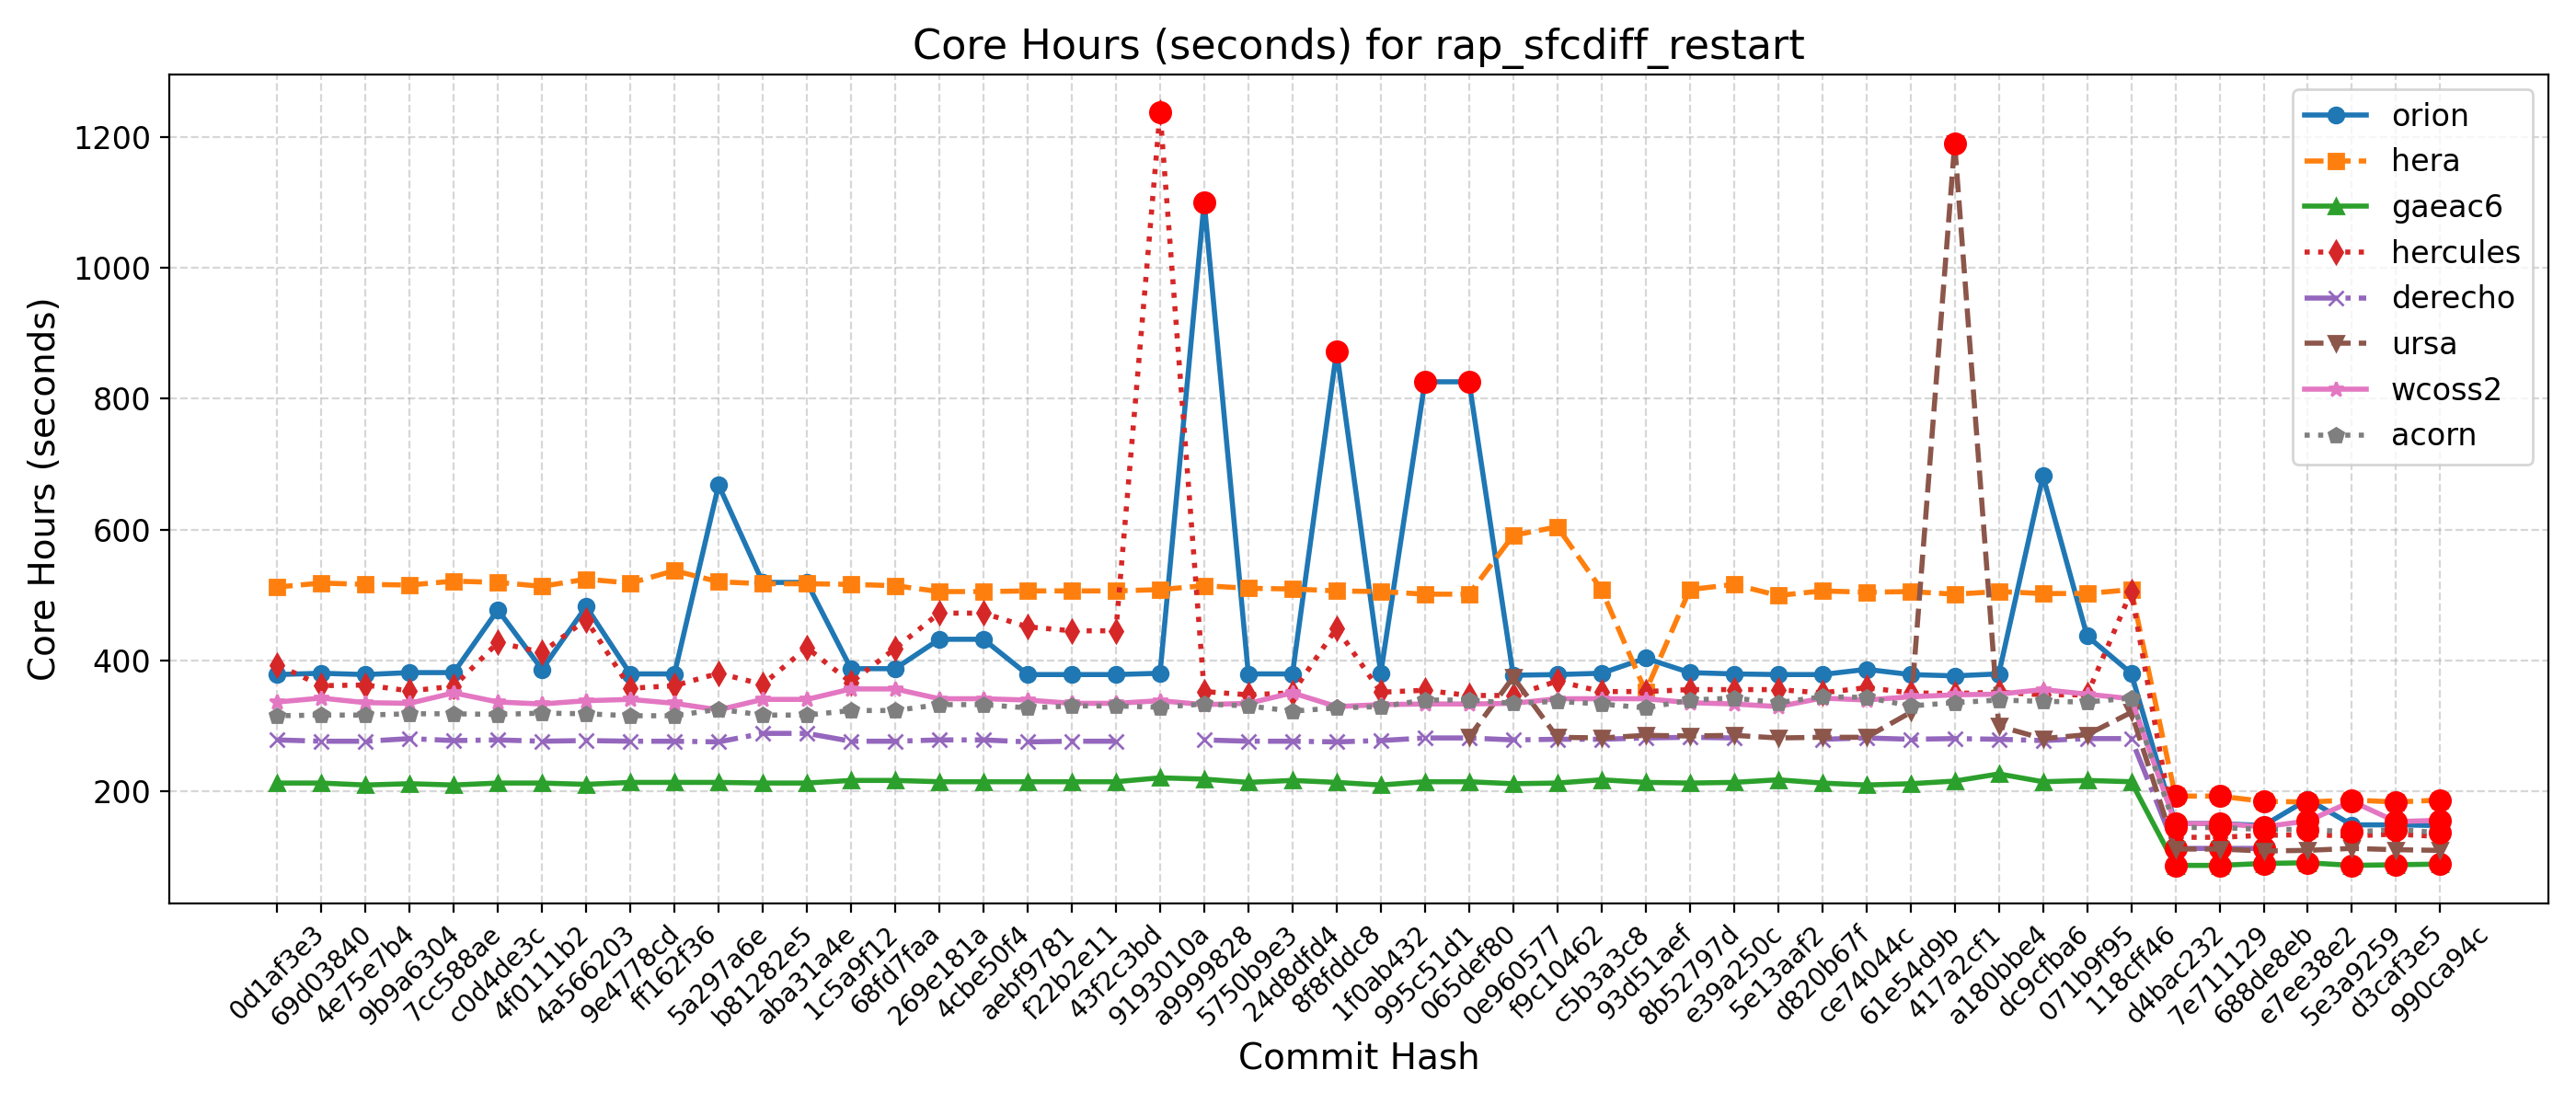 Core Hours (seconds) for rap_sfcdiff_restart
Core Hours (seconds)
1200
1000
800
600
400
200
orion
hera
gaeac6
hercules
derecho
ursa
wcoss2
acorn
0d1af3e3
69d03840
4e75e7b4
9b9a6304
7cc588ae
c0d4de3c
4f0111b2
4a566203
9e4778cd
ff162f36
5a297a6e
b81282e5
aba31a4e
1c5a9f12
68fd7faa
269e181a
4cbe50f4
aebf9781
f22b2e11
43f2c3bd
9193010a
a9999828
5750b9e3
24d8dfd4
8f8fddc8
1f0ab432
995c51d1
065def80
0e960577
f9c10462
c5b3a3c8
93d51aef
8b52797d
e39a250c
5e13aaf2
d820b67f
ce74044c
61e54d9b
417a2cf1
a180bbe4
dc9cfba6
071b9f95
118cff46
d4bac232
7e711129
688de8eb
e7ee38e2
5e3a9259
d3caf3e5
990ca94c
Commit Hash